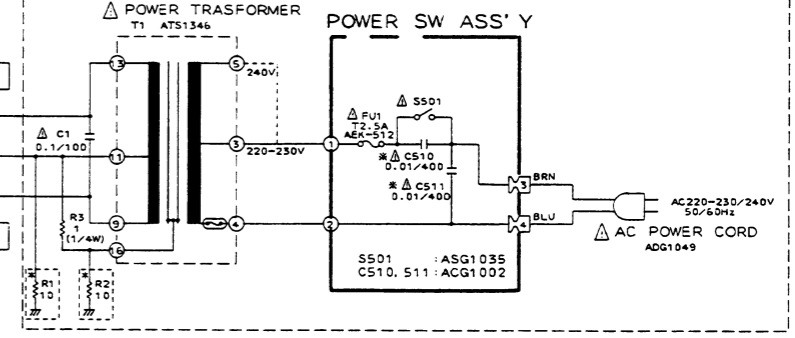 ⚠ POWER TRASFORMER
T1 ATS1346
POWER SW ASS'Y
13
5
240V
⚠ S501
⚠ FU1
T2.5A
AEK-512
⚠ C1
0.1/100
3
220-230V
1
* ⚠ C510
0.01/400
11
* ⚠ C511
0.01/400
3
BRN
AC220-230/240V
50/60Hz
R3
1
(1/4W)
9
4
2
4
BLU
⚠ AC POWER CORD
ADG1049
16
S501 : ASG1035
C510, 511 : ACG1002
* R1
10
* R2
10